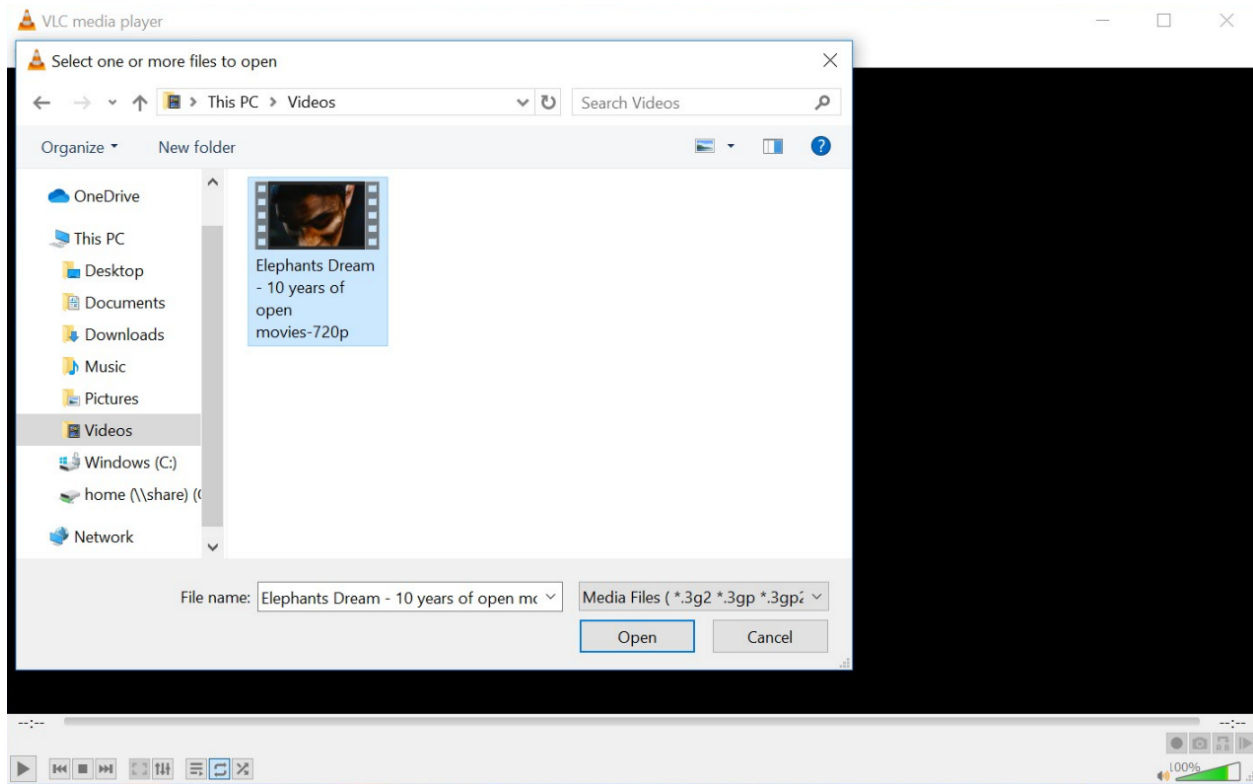 VLC media player
Select one or more files to open
This PC > Videos
Search Videos
Organize
New folder
OneDrive
This PC
Desktop
Documents
Downloads
Music
Pictures
Videos
Windows (C:)
home (\\share) (
Network
Elephants Dream
- 10 years of
open
movies-720p
File name: Elephants Dream - 10 years of open mc
Media Files ( *.3g2 *.3gp *.3gp2
Open
Cancel
--:--
--:--
100%